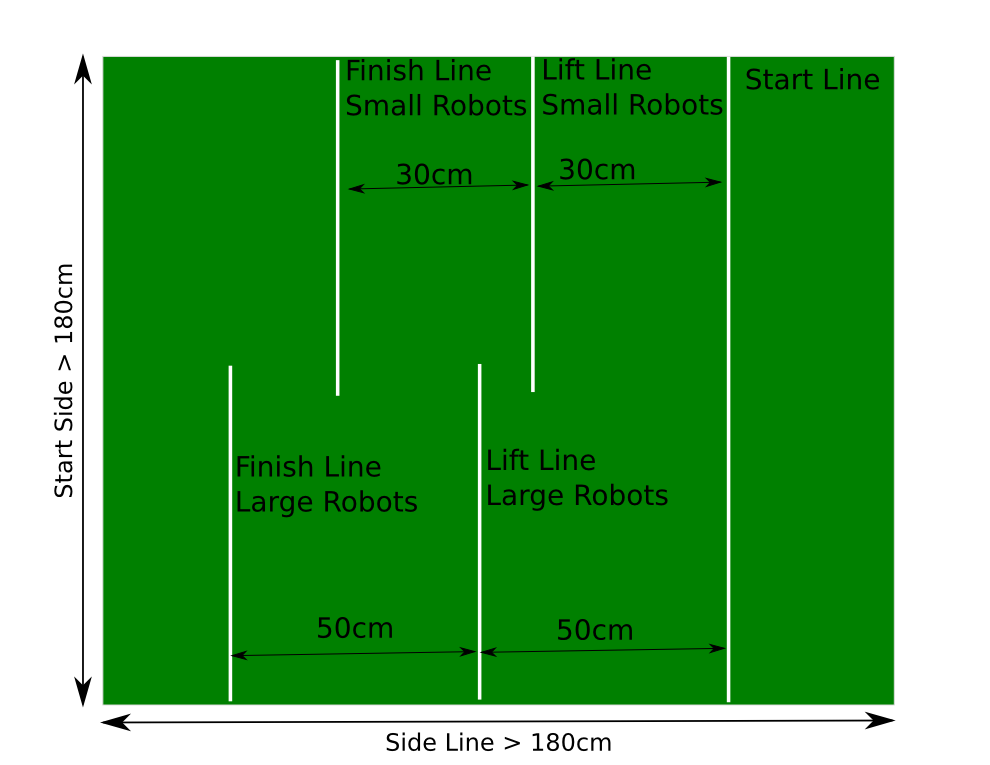 Finish Line
Small Robots
Lift Line
Small Robots
Start Line
30cm
30cm
Start Side > 180cm
Finish Line
Large Robots
Lift Line
Large Robots
50cm
50cm
Side Line > 180cm